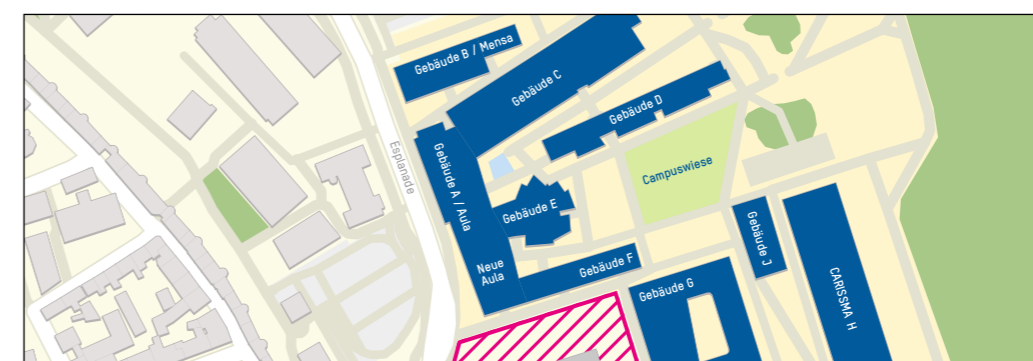 Gebäude B / Mensa
Gebäude C
Gebäude D
Esplanade
Gebäude A / Aula
Campuswiese
Gebäude E
Gebäude J
Neue
Aula
Gebäude F
Gebäude G
CARISSMA H